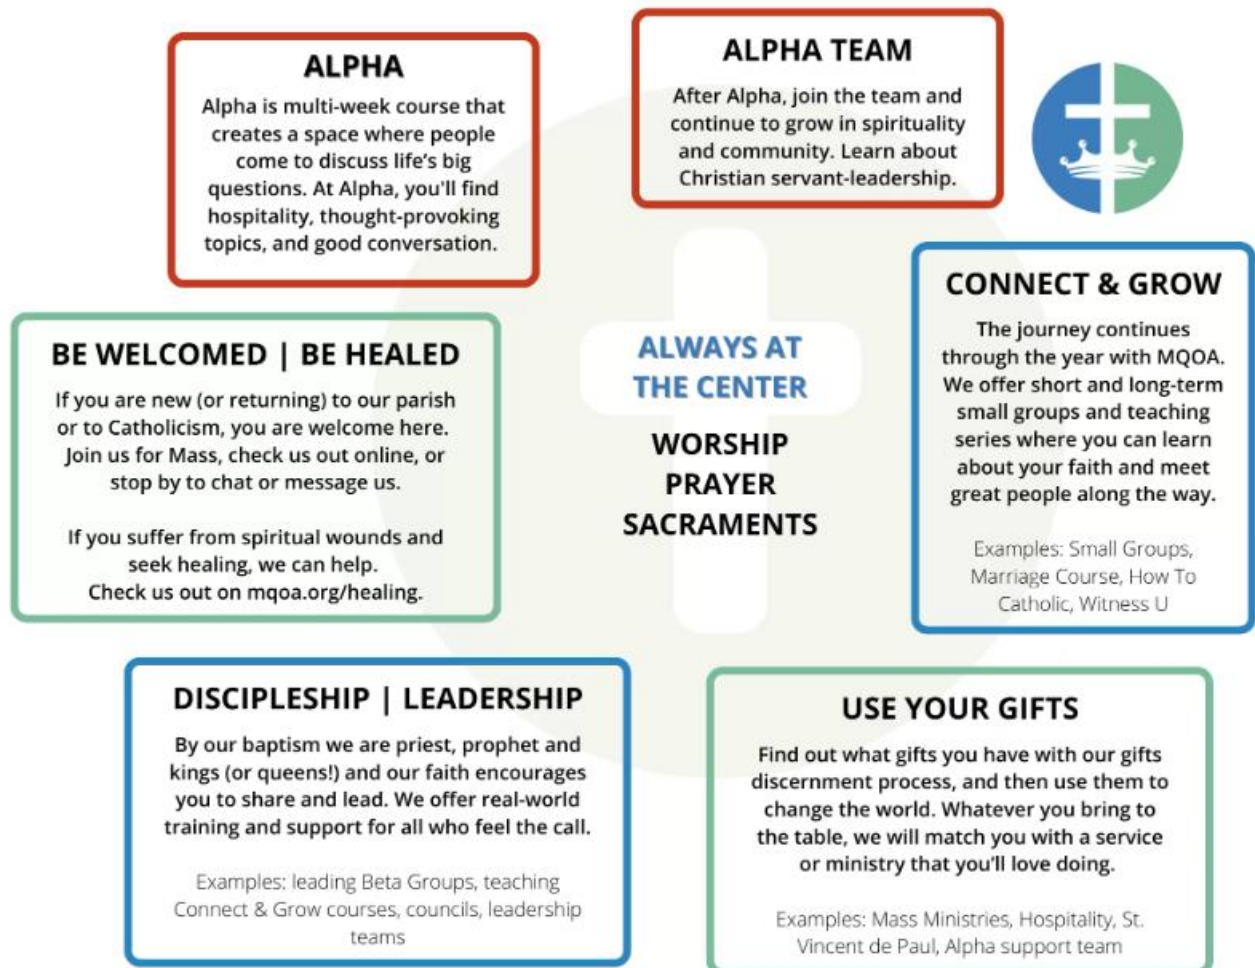 ALPHA
Alpha is multi-week course that
creates a space where people
come to discuss life's big
questions. At Alpha, you'll find
hospitality, thought-provoking
topics, and good conversation.
ALPHA TEAM
After Alpha, join the team and
continue to grow in spirituality
and community. Learn about
Christian servant-leadership.
CONNECT & GROW
The journey continues
through the year with MQOA.
We offer short and long-term
small groups and teaching
series where you can learn
about your faith and meet
great people along the way.
Examples: Small Groups,
Marriage Course, How To
Catholic, Witness U
BE WELCOMED | BE HEALED
If you are new (or returning) to our parish
or to Catholicism, you are welcome here.
Join us for Mass, check us out online, or
stop by to chat or message us.
If you suffer from spiritual wounds and
seek healing, we can help.
Check us out on mqoa.org/healing.
ALWAYS AT
THE CENTER
WORSHIP
PRAYER
SACRAMENTS
DISCIPLESHIP | LEADERSHIP
By our baptism we are priest, prophet and
kings (or queens!) and our faith encourages
you to share and lead. We offer real-world
training and support for all who feel the call.
Examples: leading Beta Groups, teaching
Connect & Grow courses, councils, leadership
teams
USE YOUR GIFTS
Find out what gifts you have with our gifts
discernment process, and then use them to
change the world. Whatever you bring to
the table, we will match you with a service
or ministry that you'll love doing.
Examples: Mass Ministries, Hospitality, St.
Vincent de Paul, Alpha support team